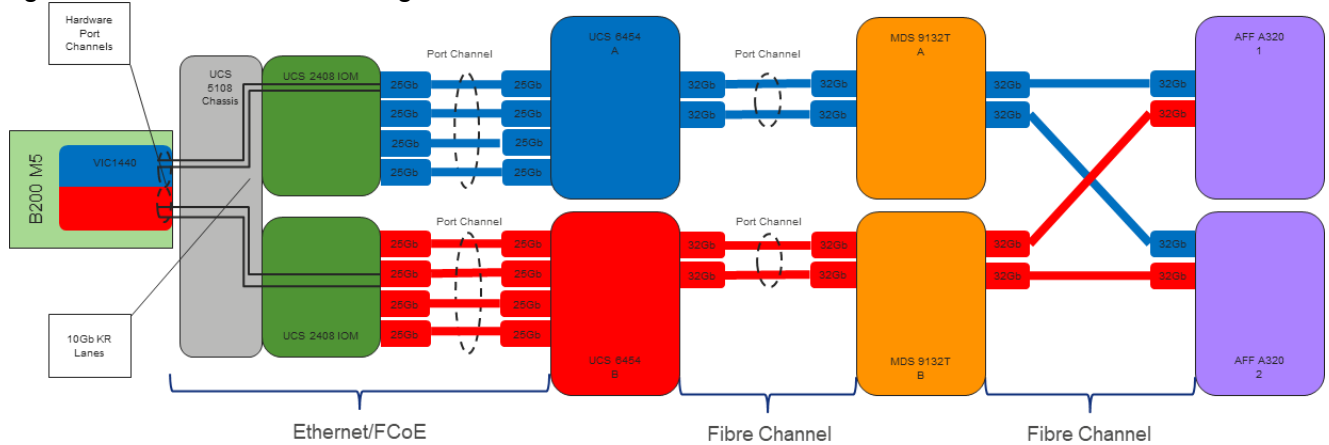 Hardware
Port
Channels
UCS
5108
Chassis
UCS 2408 IOM
Port Channel
UCS 6454
A
Port Channel
MDS 9132T
A
AFF A320
1
25Gb
25Gb
32Gb
32Gb
32Gb
32Gb
25Gb
25Gb
32Gb
32Gb
32Gb
32Gb
25Gb
25Gb
25Gb
25Gb
B200 M5
VIC1440
Port Channel
Port Channel
25Gb
25Gb
32Gb
32Gb
32Gb
32Gb
25Gb
25Gb
32Gb
32Gb
32Gb
32Gb
25Gb
25Gb
25Gb
25Gb
10Gb KR
Lanes
UCS 2408 IOM
UCS 6454
B
MDS 9132T
B
AFF A320
2
Ethernet/FCoE
Fibre Channel
Fibre Channel